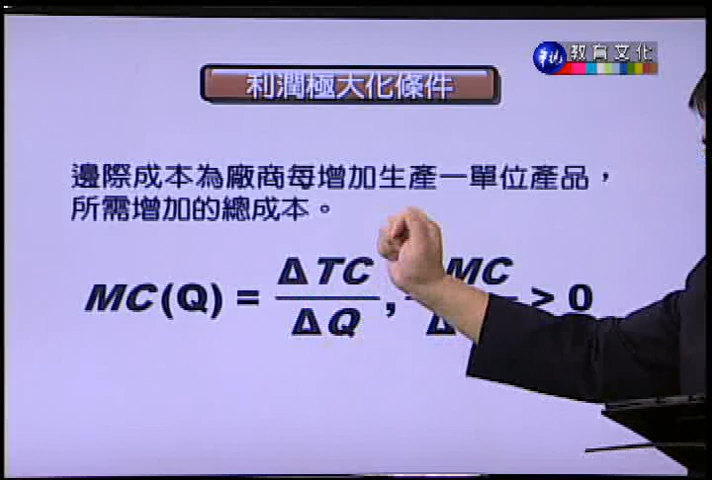 華視 教育文化
利潤極大化條件
邊際成本為廠商每增加生產一單位產品，
所需增加的總成本。
MC(Q) = ΔTC / ΔQ , MC / Δ > 0